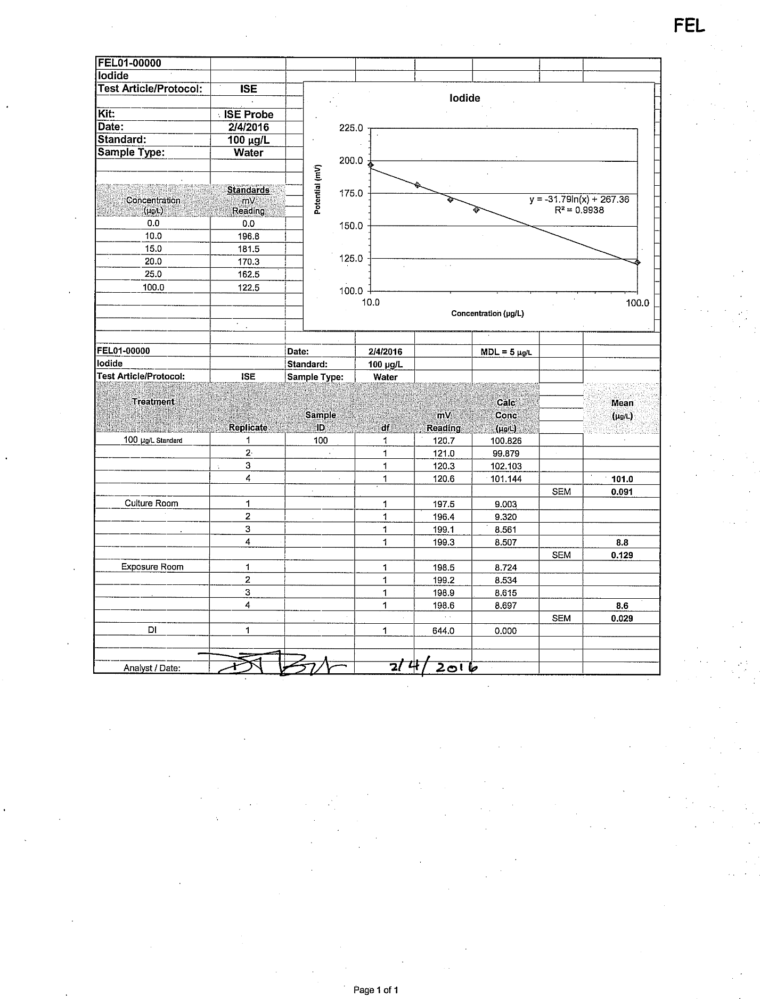 FEL
FEL01-00000
Iodide
Test Article/Protocol: ISE
Kit: ISE Probe
Date: 2/4/2016
Standard: 100 µg/L
Sample Type: Water
Standards
Concentration mV
(µg/L) Reading
0.0 0.0
10.0 196.8
15.0 181.5
20.0 170.3
25.0 162.5
100.0 122.5
Iodide
225.0
200.0
175.0
150.0
125.0
100.0
Potential (mV)
y = -31.79ln(x) + 267.36
R² = 0.9938
10.0 100.0
Concentration (µg/L)
FEL01-00000 Date: 2/4/2016 MDL = 5 µg/L
Iodide Standard: 100 µg/L
Test Article/Protocol: ISE Sample Type: Water
Treatment Calc Mean
Sample mV Conc (µg/L)
Replicate ID df Reading (µg/L)
100 µg/L Standard 1 100 1 120.7 100.826
2 1 121.0 99.879
3 1 120.3 102.103
4 1 120.6 101.144 101.0
SEM 0.091
Culture Room 1 1 197.5 9.003
2 1 196.4 9.320
3 1 199.1 8.561
4 1 199.3 8.507 8.8
SEM 0.129
Exposure Room 1 1 198.5 8.724
2 1 199.2 8.534
3 1 198.9 8.615
4 1 198.6 8.697 8.6
SEM 0.029
DI 1 1 644.0 0.000
Analyst / Date: 2/4/2016
Page 1 of 1